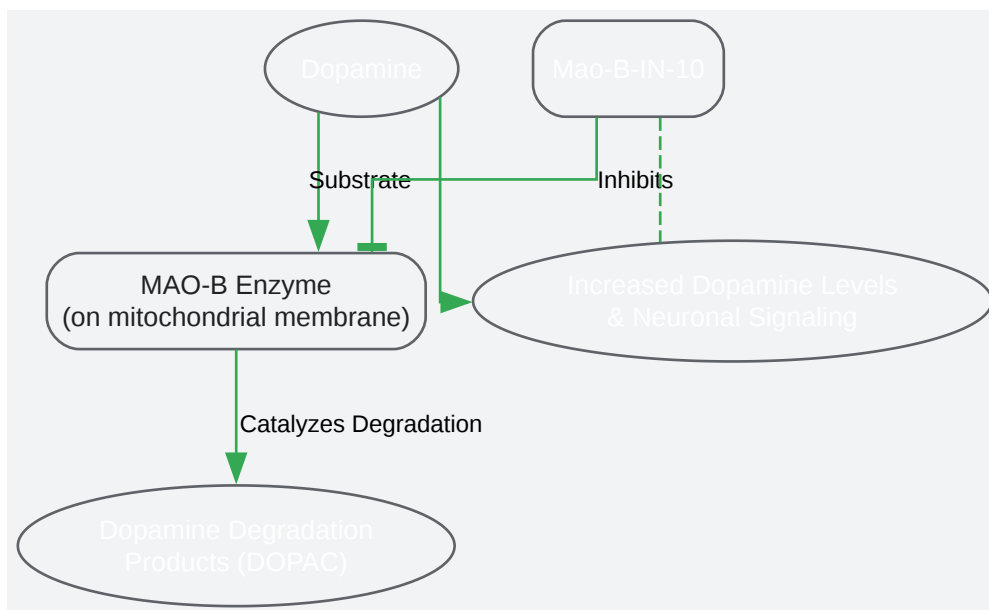 Dopamine
Mao-B-IN-10
Substrate
Inhibits
MAO-B Enzyme
(on mitochondrial membrane)
Increased Dopamine Levels
& Neuronal Signaling
Catalyzes Degradation
Dopamine Degradation
Products (DOPAC)